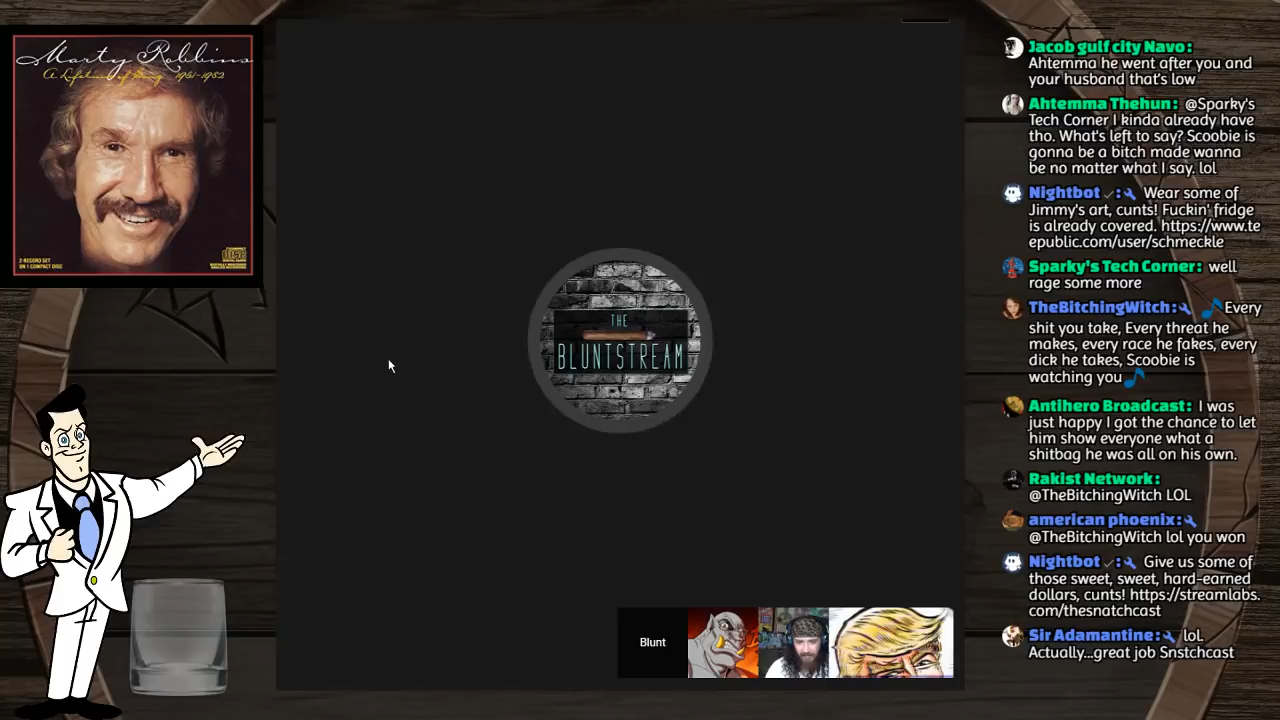 Marty Robbins
A Lifetime of Song 1951-1982
2-RECORD SET
ON 1 COMPACT DISC
THE
BLUNTSTREAM
Blunt
Jacob gulf city Navo:
Ahtemma he went after you and
your husband that's low
Ahtemma Thehun: @Sparky's
Tech Corner I kinda already have
tho. What's left to say? Scoobie is
gonna be a bitch made wanna
be no matter what I say. lol
Nightbot ✓:🔧 Wear some of
Jimmy's art, cunts! Fuckin' fridge
is already covered. https://www.te
epublic.com/user/schmeckle
Sparky's Tech Corner: well
rage some more
TheBitchingWitch:🔧 🎵Every
shit you take, Every threat he
makes, every race he fakes, every
dick he takes, Scoobie is
watching you🎵
Antihero Broadcast: I was
just happy I got the chance to let
him show everyone what a
shitbag he was all on his own.
Rakist Network:
@TheBitchingWitch LOL
american phoenix:🔧
@TheBitchingWitch lol you won
Nightbot ✓:🔧 Give us some of
those sweet, sweet, hard-earned
dollars, cunts! https://streamlabs.
com/thesnatchcast
Sir Adamantine:🔧 lol.
Actually...great job Snstchcast